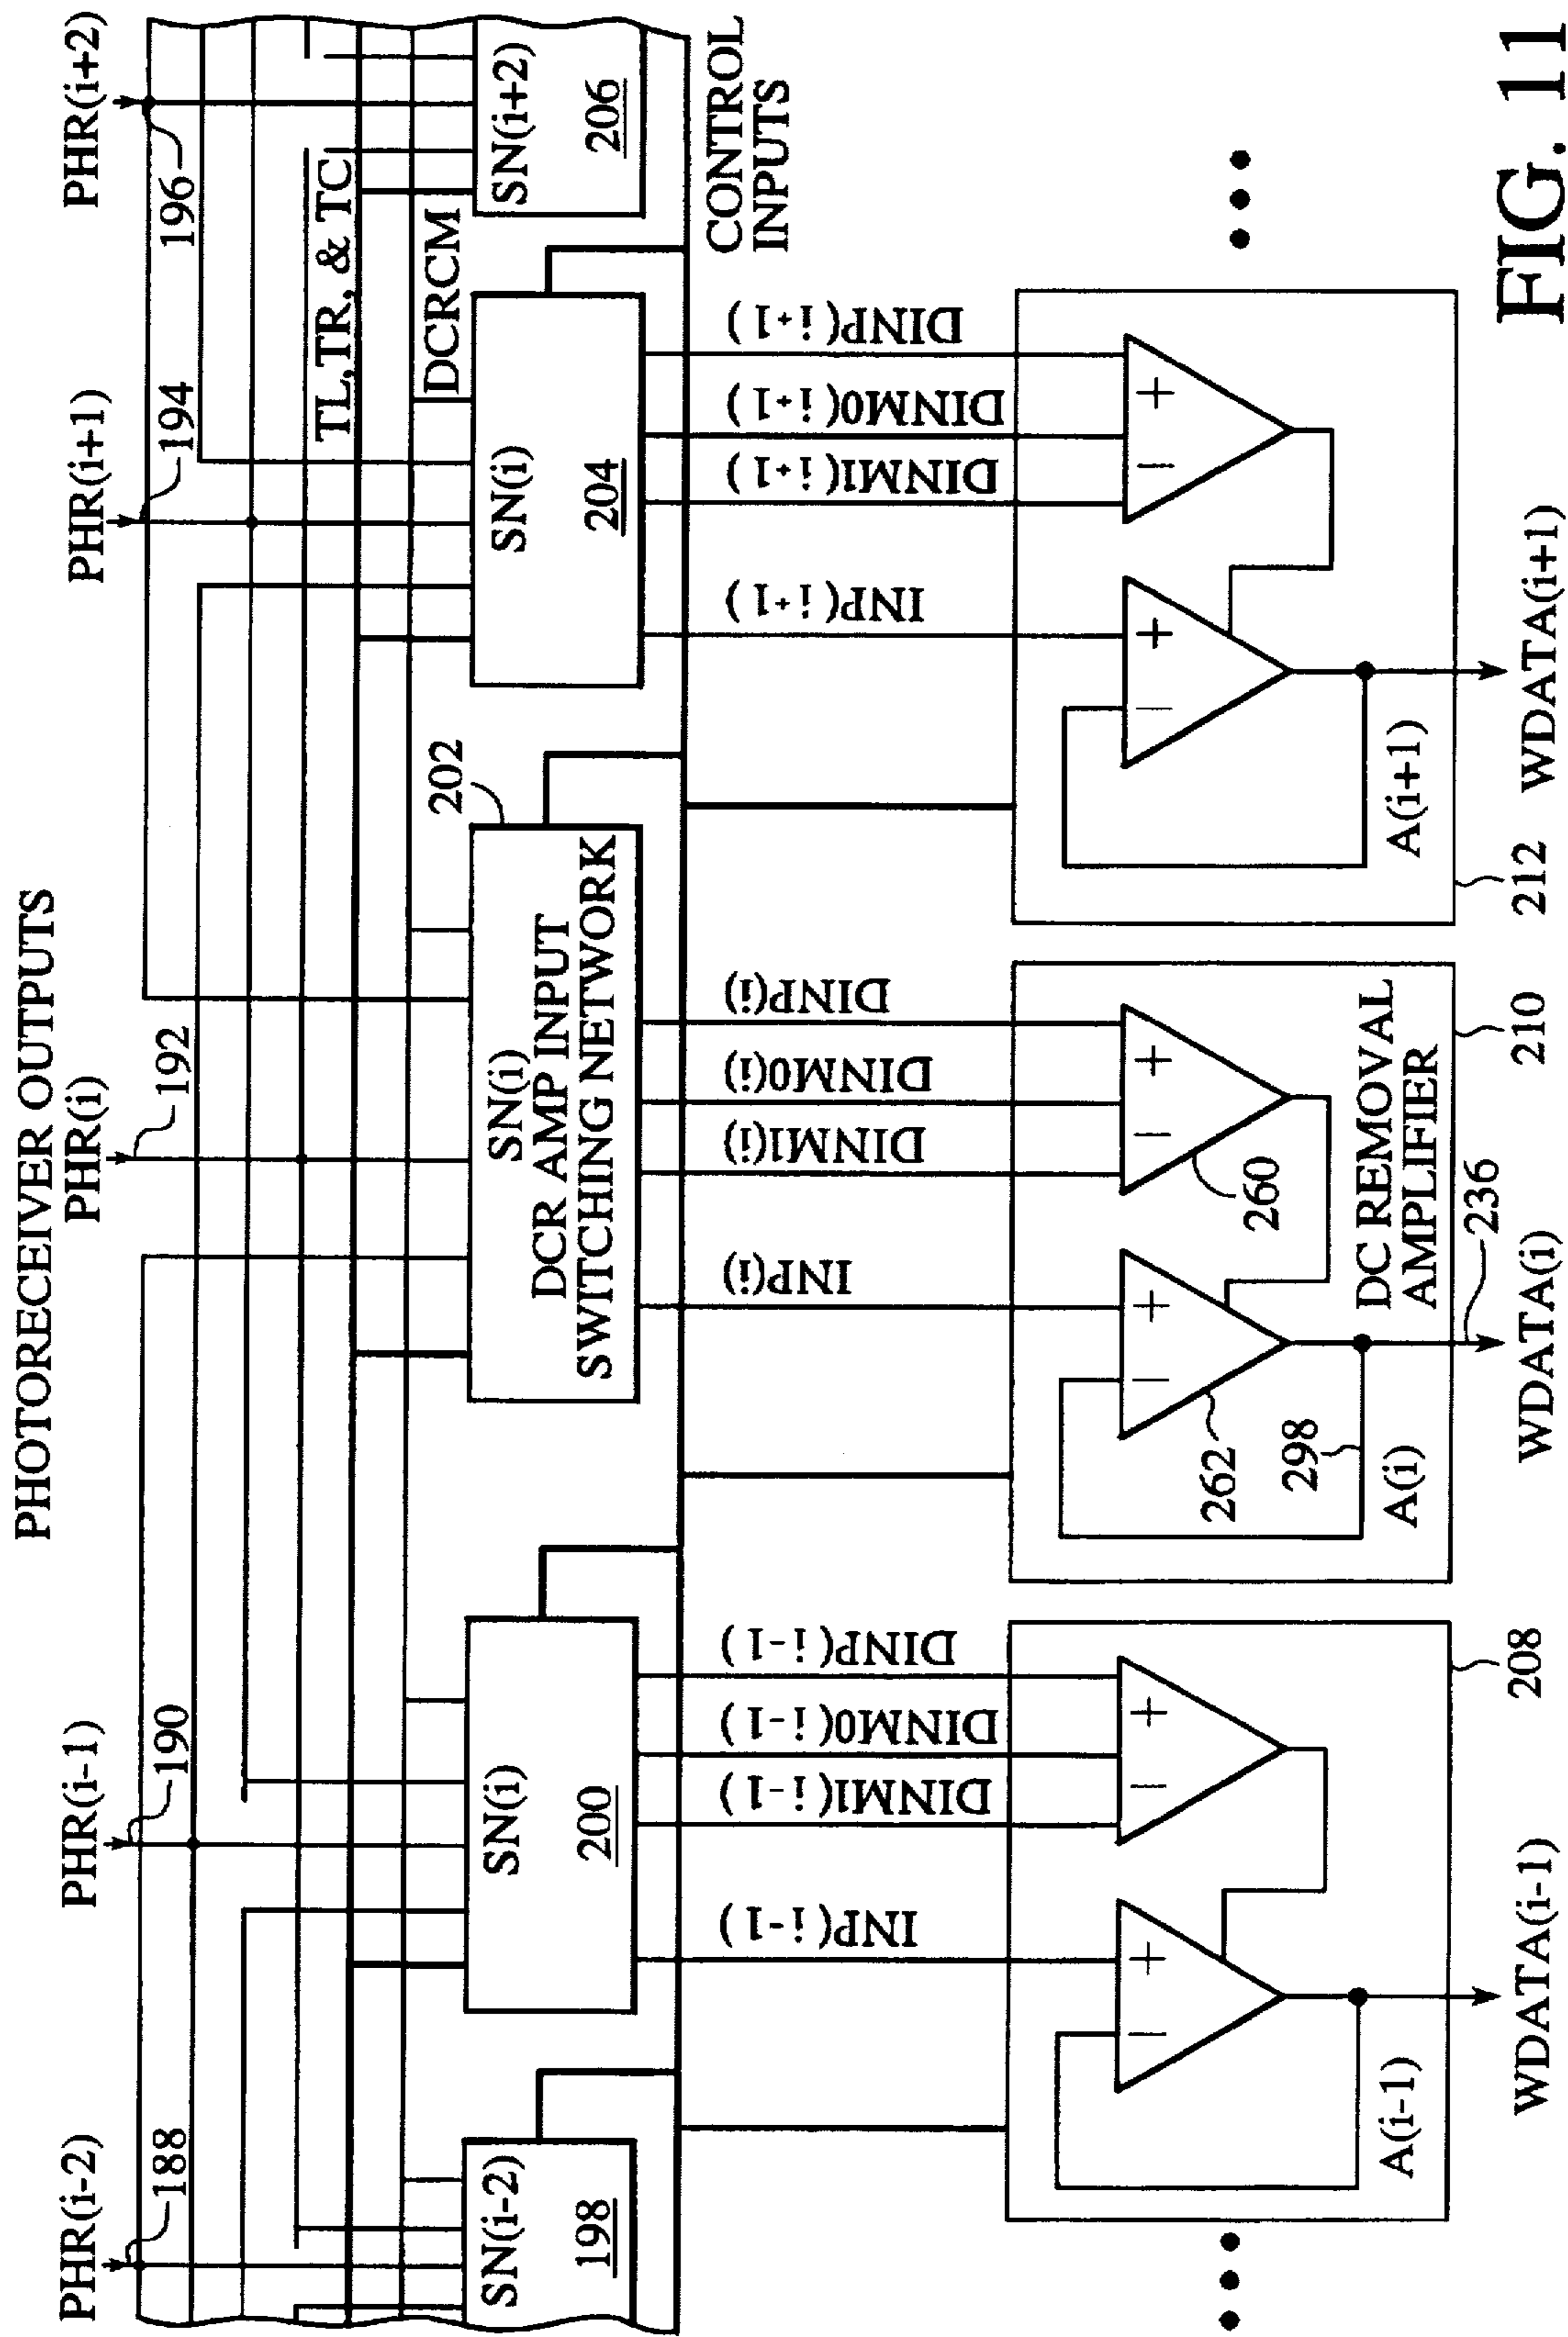 PHOTORECEIVER OUTPUTS
PHR(i-2)
PHR(i-1)
PHR(i)
PHR(i+1)
PHR(i+2)
188
190
192
194
196
TL,TR, & TC
DCRCM
SN(i-2)
198
SN(i)
200
SN(i)
DCR AMP INPUT
SWITCHING NETWORK
202
SN(i)
204
SN(i+2)
206
CONTROL
INPUTS
INP(i-1)
DINM1(i-1)
DINM0(i-1)
DINP(i-1)
INP(i)
DINM1(i)
DINM0(i)
DINP(i)
INP(i+1)
DINM1(i+1)
DINM0(i+1)
DINP(i+1)
− +
− +
− +
− +
− +
− +
262
260
298
A(i-1)
208
A(i)
DC REMOVAL
AMPLIFIER
210
A(i+1)
212
236
WDATA(i-1)
WDATA(i)
WDATA(i+1)
FIG. 11